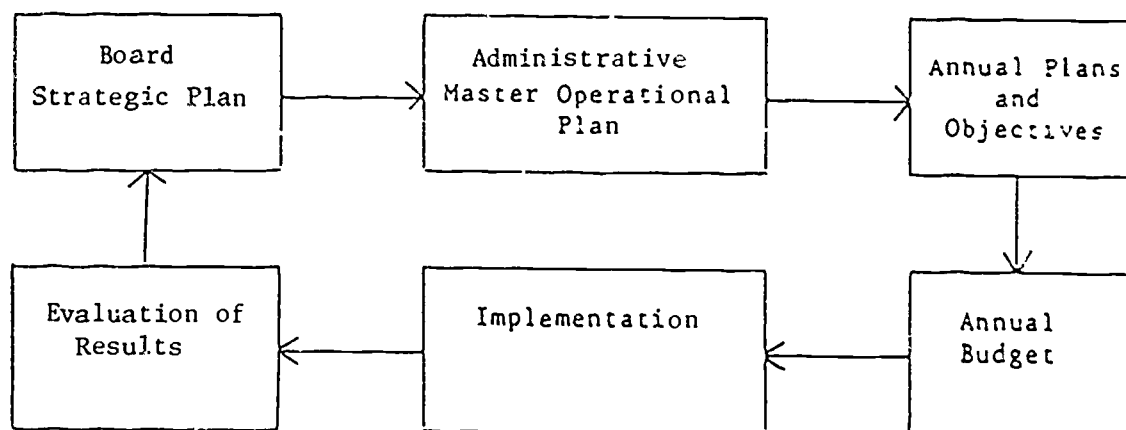 Board
Strategic Plan
Administrative
Master Operational
Plan
Annual Plans
and
Objectives
Evaluation of
Results
Implementation
Annual
Budget